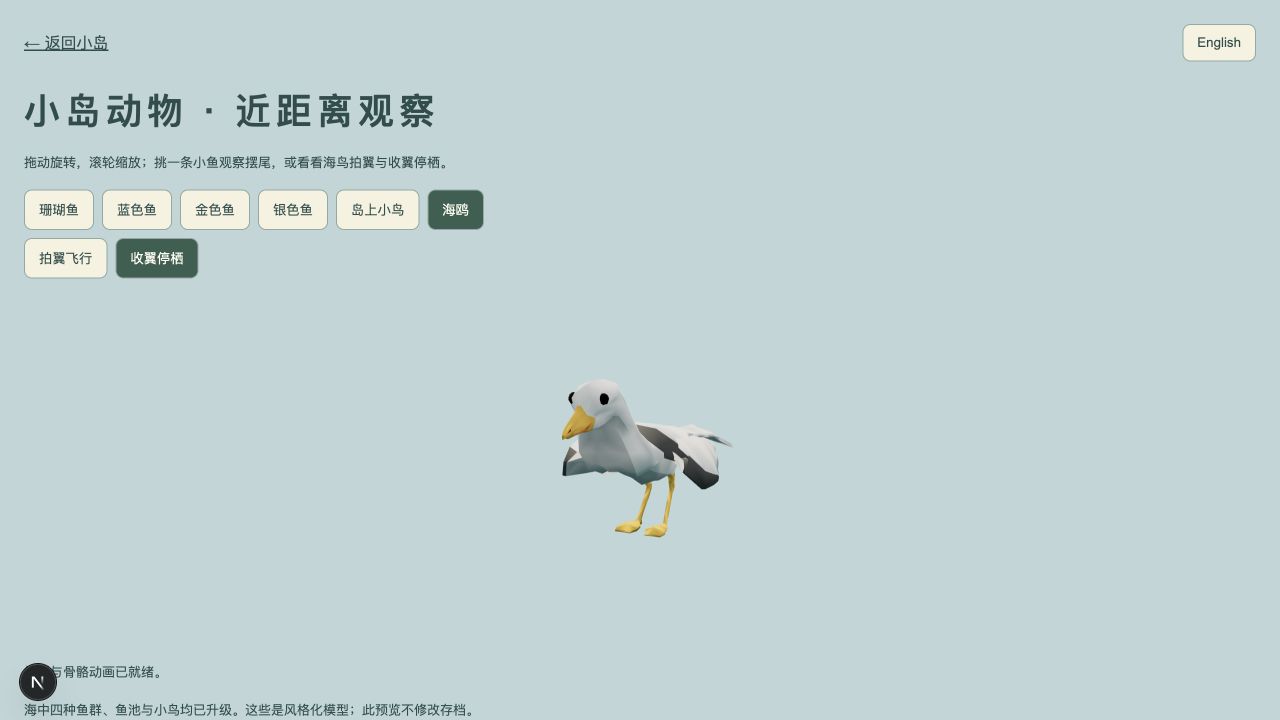 ← 返回小岛
English
小岛动物 · 近距离观察
拖动旋转，滚轮缩放；挑一条小鱼观察摆尾，或看看海鸟拍翼与收翼停栖。
珊瑚鱼 蓝色鱼 金色鱼 银色鱼 岛上小鸟 海鸥
拍翼飞行 收翼停栖
与骨骼动画已就绪。
N
海中四种鱼群、鱼池与小鸟均已升级。这些是风格化模型；此预览不修改存档。